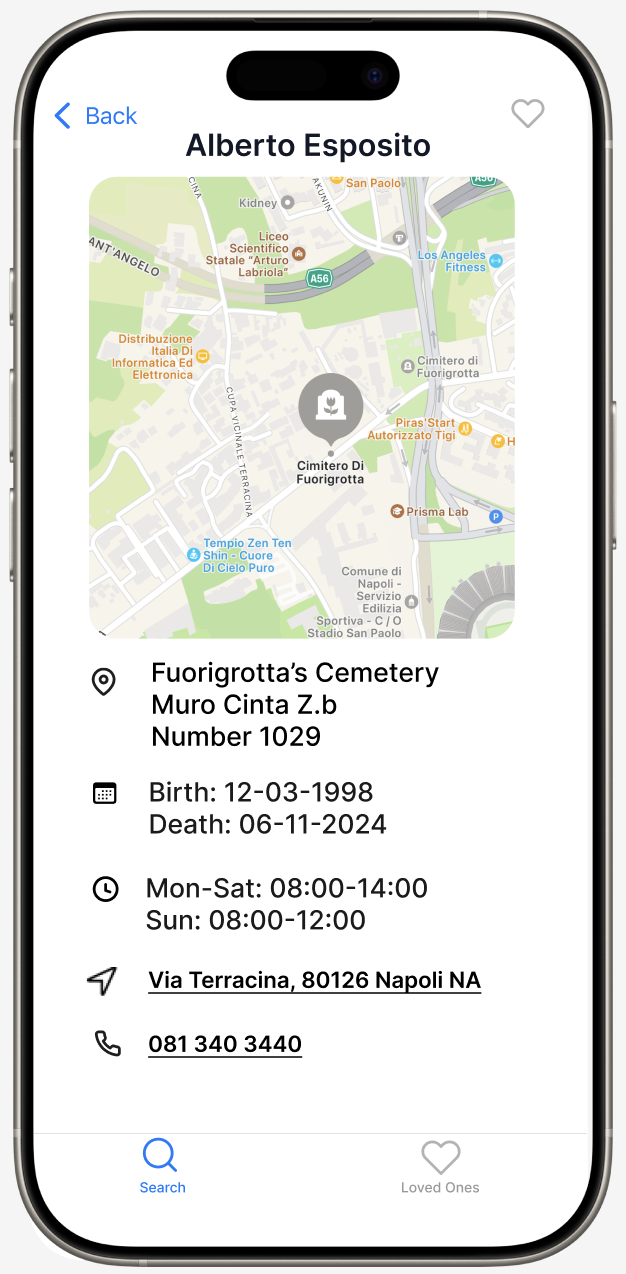 Back
Alberto Esposito
CINA
AKUNIN
San Paolo
A56
Kidney
Liceo
Scientifico
Statale “Arturo
Labriola”
ANT'ANGELO
Los Angeles
Fitness
A56
Distribuzione
Italia Di
Informatica Ed
Elettronica
Cimitero di
Fuorigrotta
CUPA VICINALE TERRACINA
Piras'Start
Autorizzato Tigi
H
Cimitero Di
Fuorigrotta
Prisma Lab
P
Tempio Zen Ten
Shin - Cuore
Di Cielo Puro
Comune di
Napoli -
Servizio
Edilizia
Sportiva - C / O
Stadio San Paolo
Fuorigrotta’s Cemetery
Muro Cinta Z.b
Number 1029
Birth: 12-03-1998
Death: 06-11-2024
Mon-Sat: 08:00-14:00
Sun: 08:00-12:00
Via Terracina, 80126 Napoli NA
081 340 3440
Search
Loved Ones